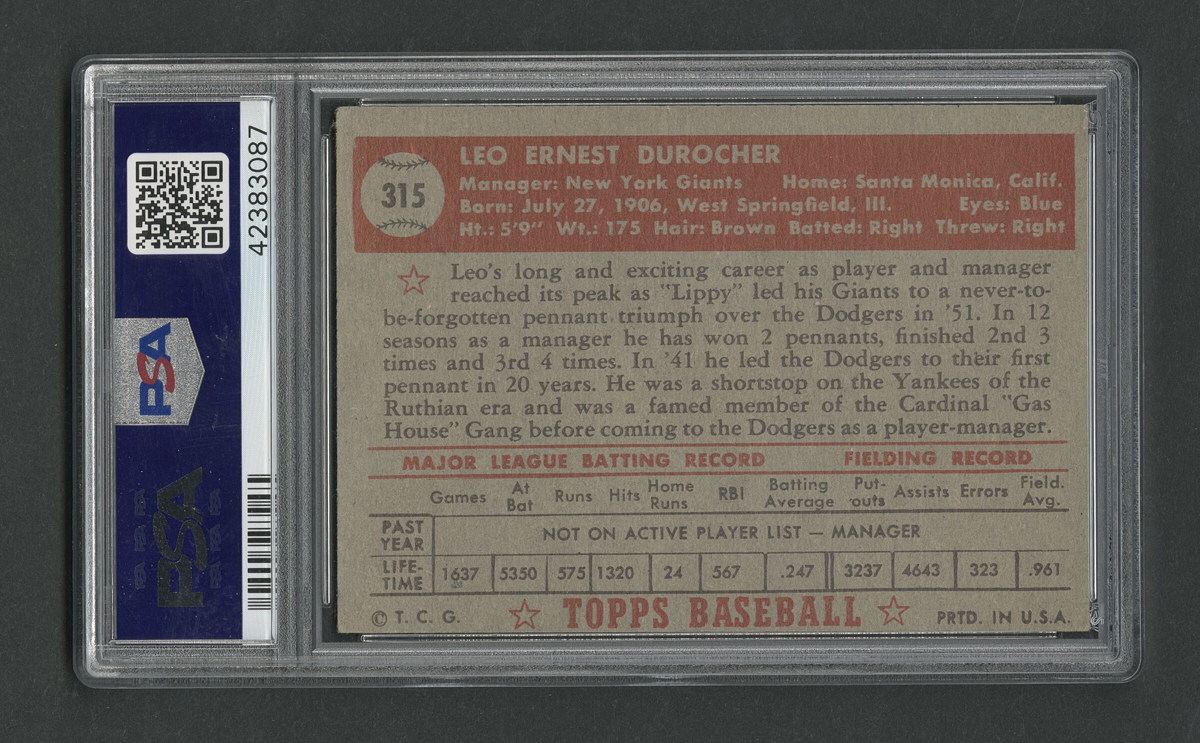 42383087
PSA
PSA
315
LEO ERNEST DUROCHER
Manager: New York Giants Home: Santa Monica, Calif.
Born: July 27, 1906, West Springfield, Ill. Eyes: Blue
Ht.: 5'9" Wt.: 175 Hair: Brown Batted: Right Threw: Right
Leo's long and exciting career as player and manager
reached its peak as "Lippy" led his Giants to a never-to-
be-forgotten pennant triumph over the Dodgers in '51. In 12
seasons as a manager he has won 2 pennants, finished 2nd 3
times and 3rd 4 times. In '41 he led the Dodgers to their first
pennant in 20 years. He was a shortstop on the Yankees of the
Ruthian era and was a famed member of the Cardinal "Gas
House" Gang before coming to the Dodgers as a player-manager.
MAJOR LEAGUE BATTING RECORD FIELDING RECORD
Games At Bat Runs Hits Home Runs RBI Batting Average Put-outs Assists Errors Field. Avg.
PAST YEAR NOT ON ACTIVE PLAYER LIST — MANAGER
LIFE-TIME 1637 5350 575 1320 24 567 .247 3237 4643 323 .961
© T. C. G. TOPPS BASEBALL PRTD. IN U.S.A.